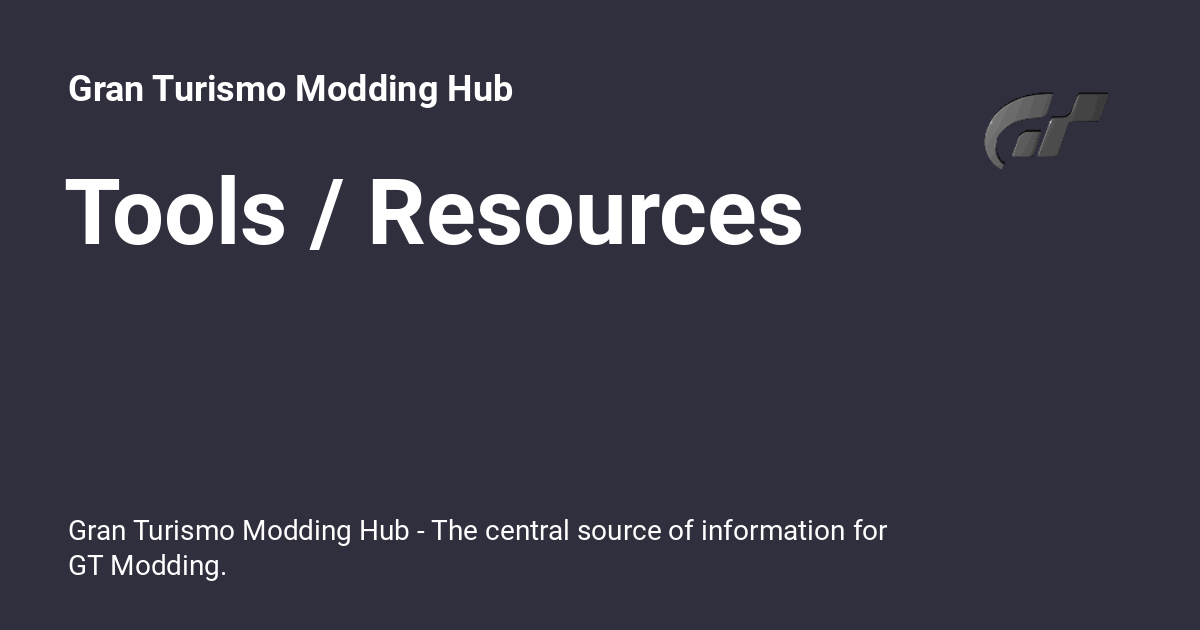 Gran Turismo Modding Hub
Tools / Resources
Gran Turismo Modding Hub - The central source of information for
GT Modding.